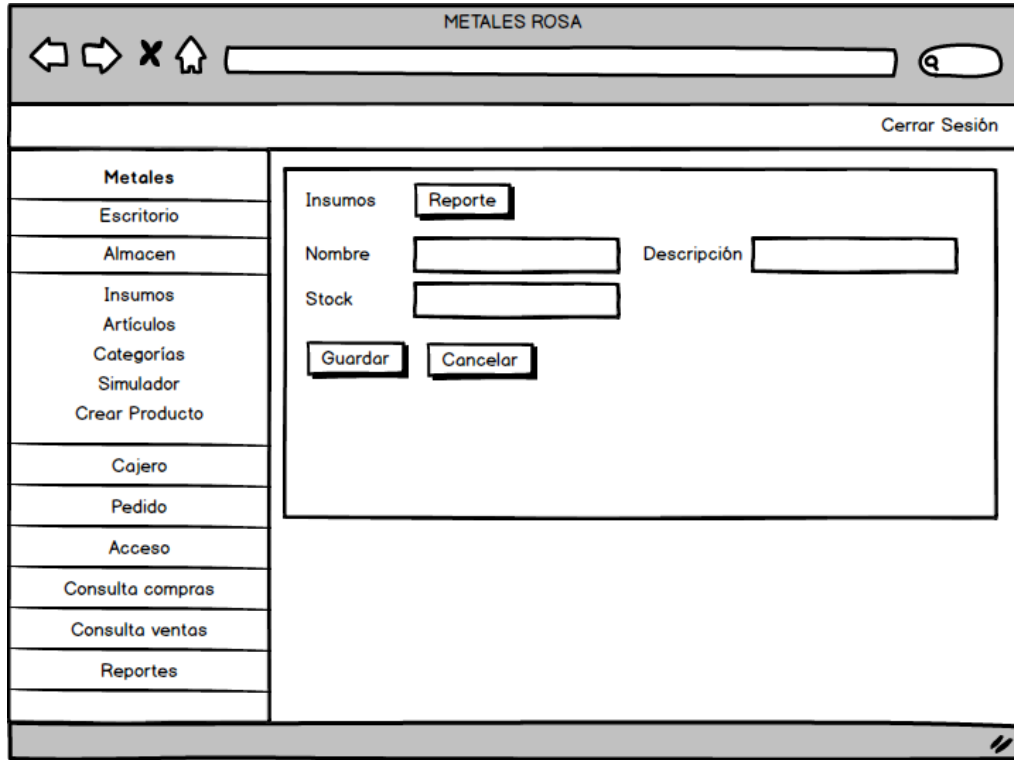 METALES ROSA
Cerrar Sesión
Metales
Escritorio
Almacen
Insumos
Artículos
Categorías
Simulador
Crear Producto
Cajero
Pedido
Acceso
Consulta compras
Consulta ventas
Reportes
Insumos Reporte
Nombre Descripción
Stock
Guardar Cancelar